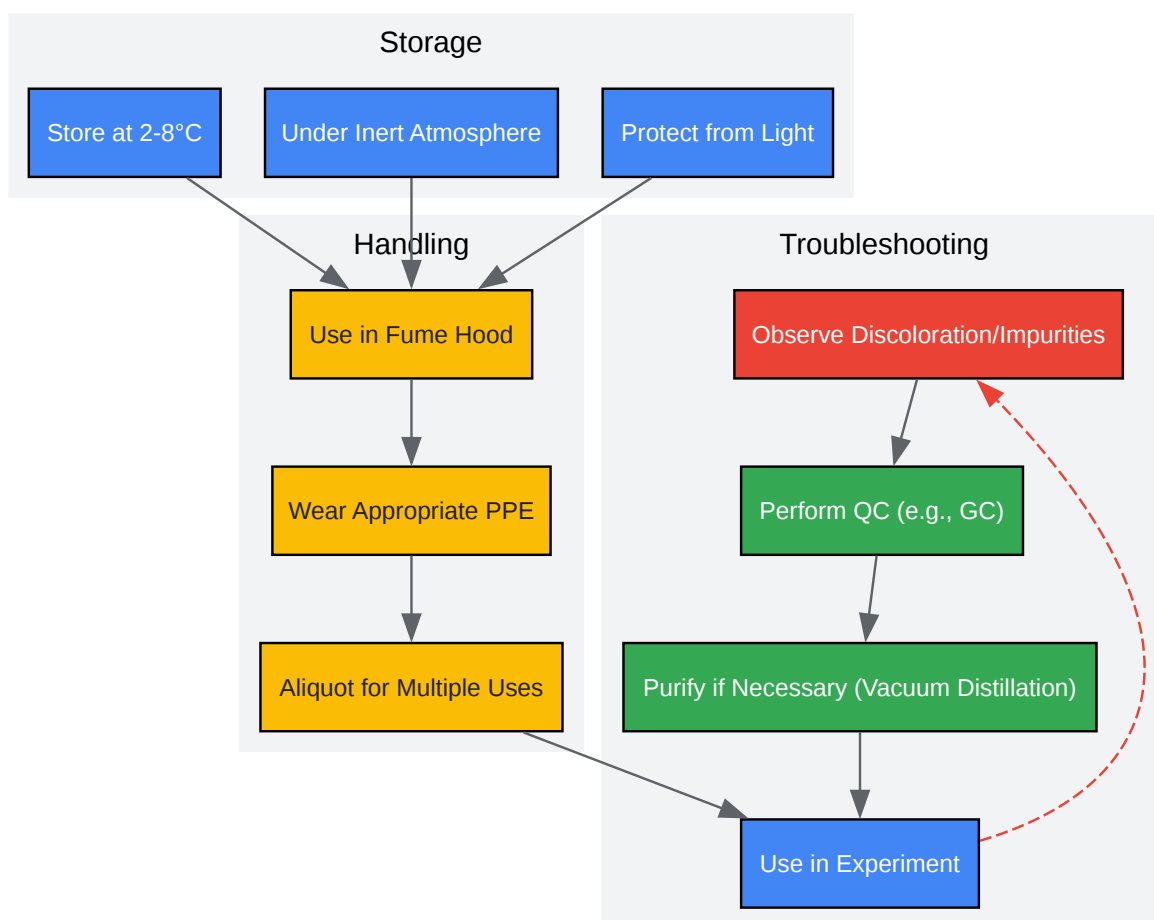 Storage
Store at 2-8°C
Under Inert Atmosphere
Protect from Light
Handling
Use in Fume Hood
Wear Appropriate PPE
Aliquot for Multiple Uses
Troubleshooting
Observe Discoloration/Impurities
Perform QC (e.g., GC)
Purify if Necessary (Vacuum Distillation)
Use in Experiment